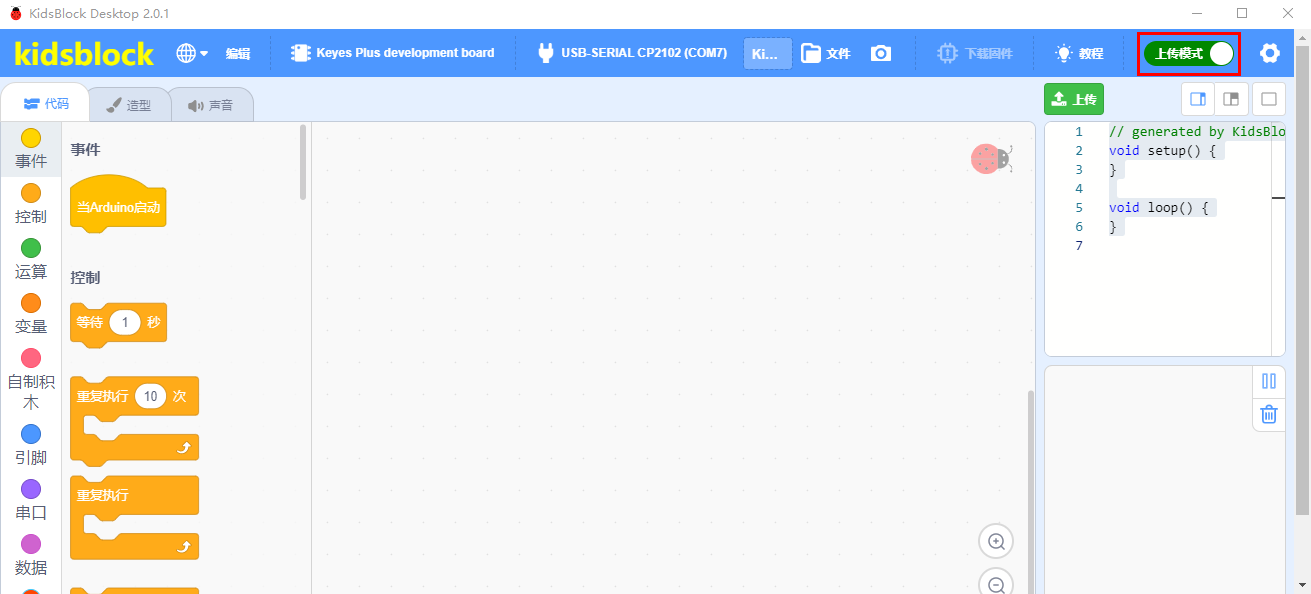 KidsBlock Desktop 2.0.1
kidsblock
编辑
Keyes Plus development board
USB-SERIAL CP2102 (COM7)
Ki...
文件
下载固件
教程
上传模式
代码
造型
声音
上传
事件
控制
运算
变量
自制积
木
引脚
串口
数据
事件
当Arduino启动
控制
等待 1 秒
重复执行 10 次
重复执行
1 // generated by KidsBlo
2 void setup() {
3 }
4
5 void loop() {
6 }
7